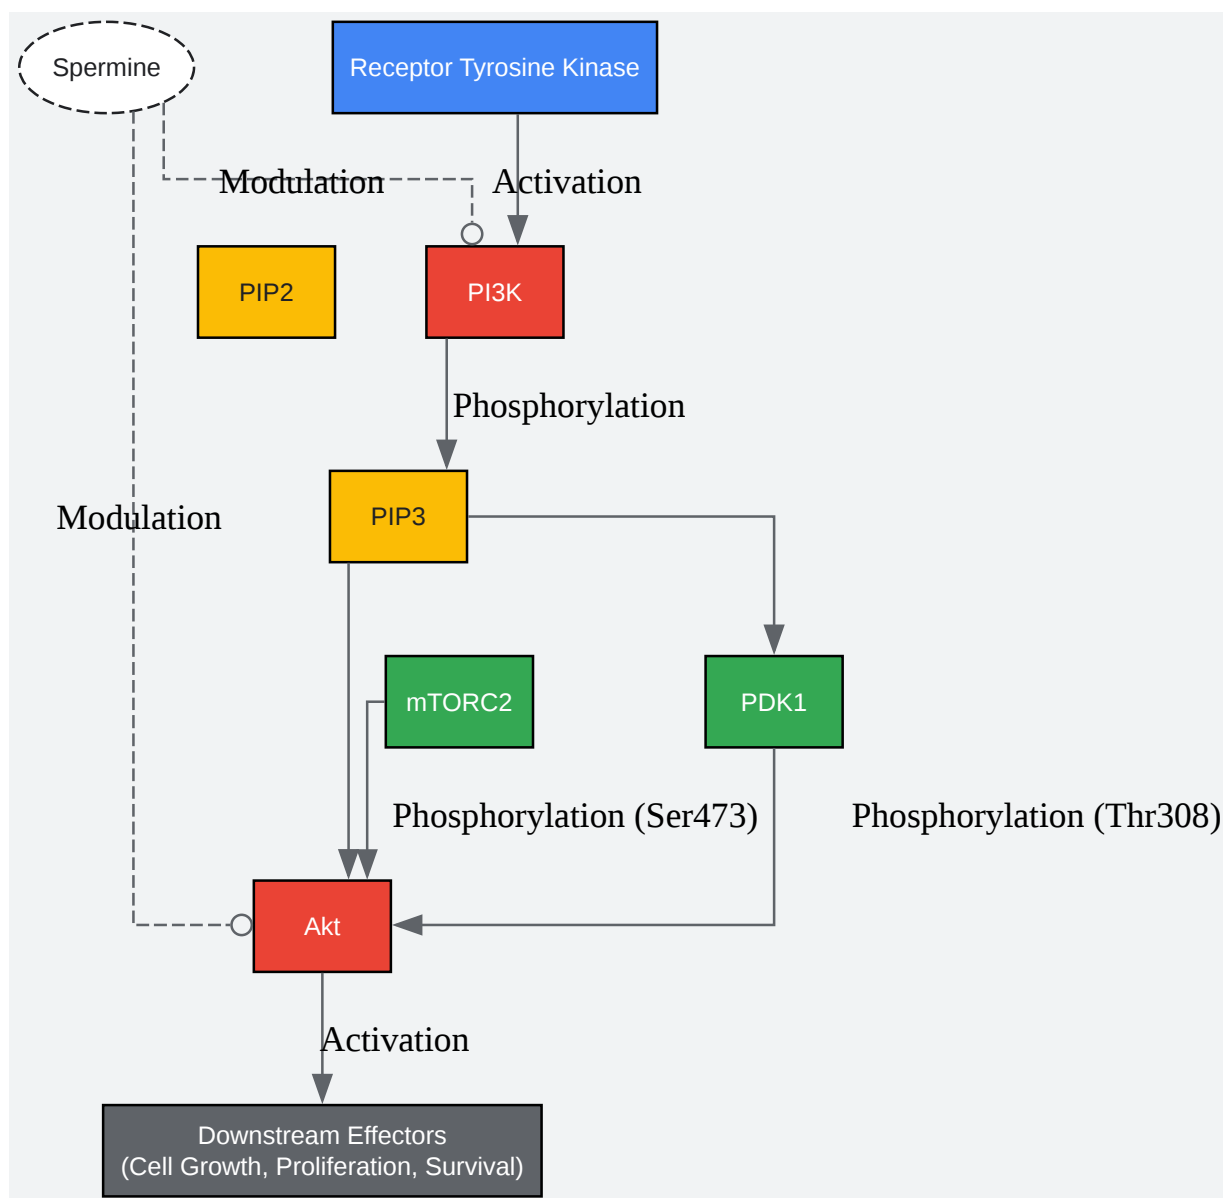 Spermine
Receptor Tyrosine Kinase
Modulation
Activation
PIP2
PI3K
Phosphorylation
PIP3
Modulation
mTORC2
PDK1
Phosphorylation (Ser473)
Phosphorylation (Thr308)
Akt
Activation
Downstream Effectors
(Cell Growth, Proliferation, Survival)